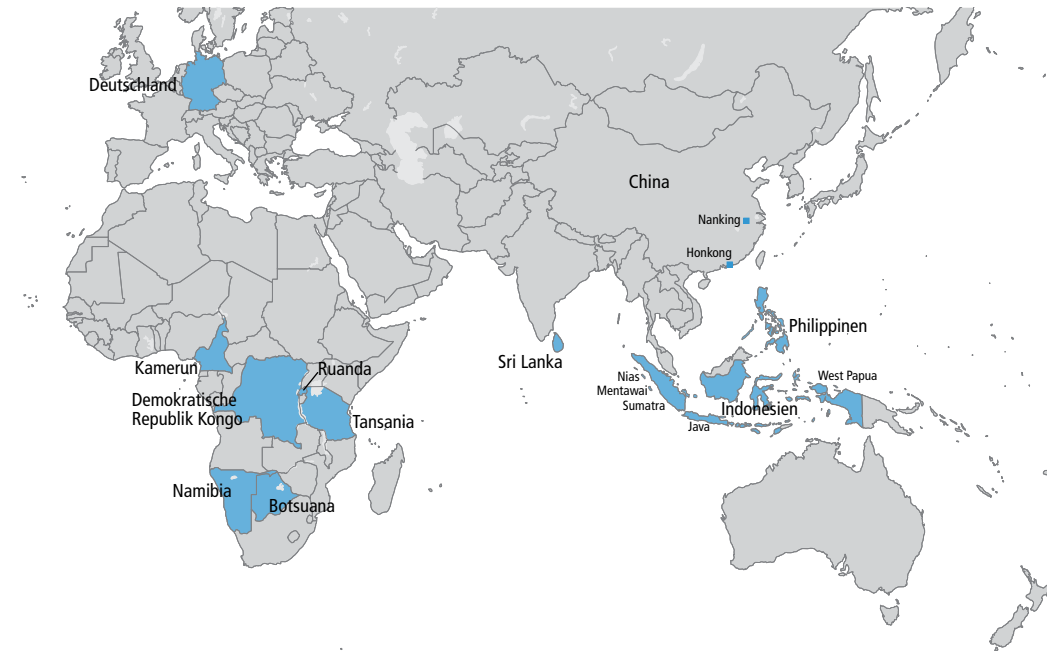 Deutschland
China
Nanking
Honkong
Philippinen
Sri Lanka
Kamerun
Ruanda
Nias
West Papua
Mentawai
Demokratische
Republik Kongo
Sumatra
Indonesien
Tansania
Java
Namibia
Botsuana